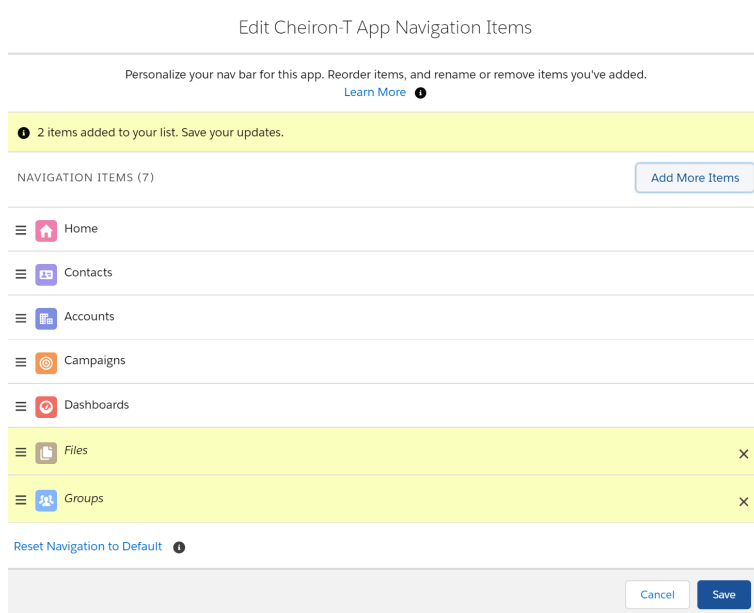 Edit Cheiron-T App Navigation Items
Personalize your nav bar for this app. Reorder items, and rename or remove items you've added.
Learn More
2 items added to your list. Save your updates.
NAVIGATION ITEMS (7)
Add More Items
Home
Contacts
Accounts
Campaigns
Dashboards
Files
Groups
Reset Navigation to Default
Cancel
Save